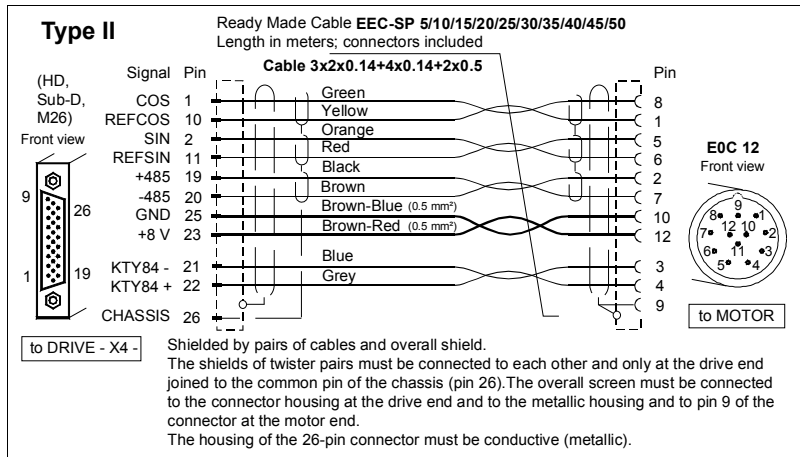 Type II
Ready Made Cable EEC-SP 5/10/15/20/25/30/35/40/45/50
Length in meters; connectors included
Cable 3x2x0.14+4x0.14+2x0.5
(HD,
Sub-D,
M26)
Front view
9
26
1
19
to DRIVE - X4 -
Signal Pin Pin
COS 1 Green 8
REFCOS 10 Yellow 1
SIN 2 Orange 5
REFSIN 11 Red 6
+485 19 Black 2
-485 20 Brown 7
GND 25 Brown-Blue (0.5 mm²) 10
+8 V 23 Brown-Red (0.5 mm²) 12
KTY84 - 21 Blue 3
KTY84 + 22 Grey 4
9
CHASSIS 26
E0C 12
Front view
9
8 1
7 12 10 2
6 11 3
5 4
to MOTOR
Shielded by pairs of cables and overall shield.
The shields of twister pairs must be connected to each other and only at the drive end
joined to the common pin of the chassis (pin 26).The overall screen must be connected
to the connector housing at the drive end and to the metallic housing and to pin 9 of the
connector at the motor end.
The housing of the 26-pin connector must be conductive (metallic).